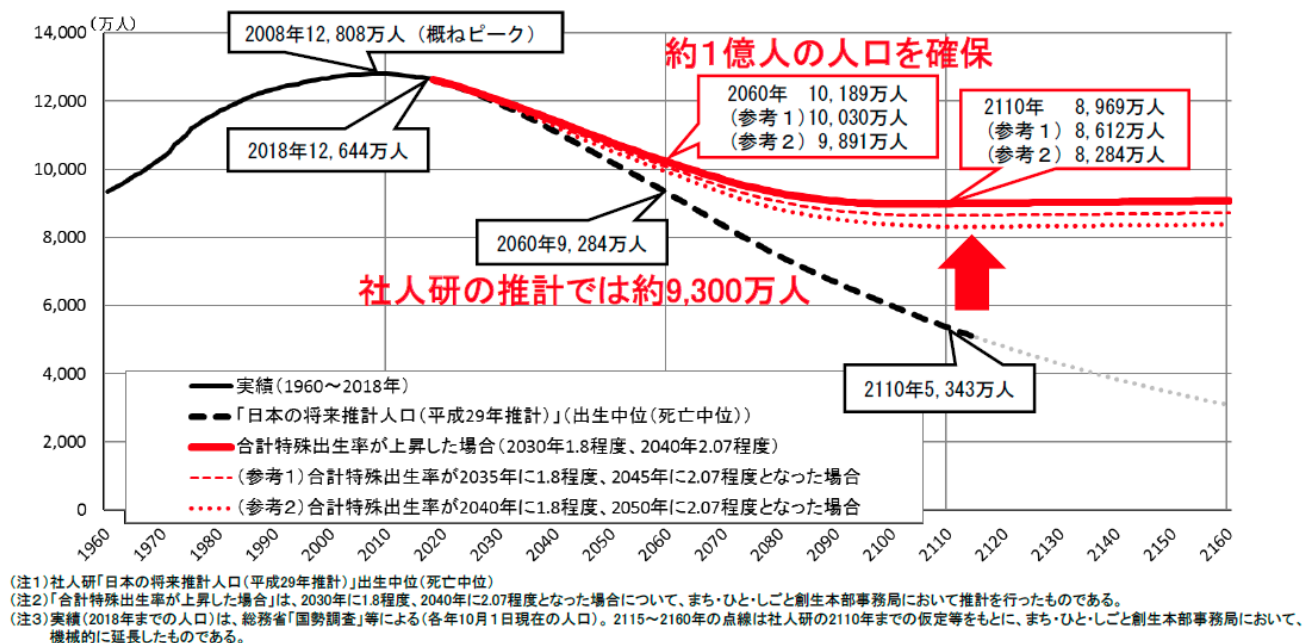 (万人)
14,000
12,000
10,000
8,000
6,000
4,000
2,000
0
2008年12,808万人(概ねピーク)
2018年12,644万人
約1億人の人口を確保
2060年 10,189万人
(参考1)10,030万人
(参考2) 9,891万人
2110年 8,969万人
(参考1) 8,612万人
(参考2) 8,284万人
2060年9,284万人
社人研の推計では約9,300万人
2110年5,343万人
実績(1960~2018年)
「日本の将来推計人口(平成29年推計)」(出生中位(死亡中位))
合計特殊出生率が上昇した場合(2030年1.8程度、2040年2.07程度)
(参考1)合計特殊出生率が2035年に1.8程度、2045年に2.07程度となった場合
(参考2)合計特殊出生率が2040年に1.8程度、2050年に2.07程度となった場合
1960
1970
1980
1990
2000
2010
2020
2030
2040
2050
2060
2070
2080
2090
2100
2110
2120
2130
2140
2150
2160
(注1)社人研「日本の将来推計人口(平成29年推計)」出生中位(死亡中位)
(注2)「合計特殊出生率が上昇した場合」は、2030年に1.8程度、2040年に2.07程度となった場合について、まち・ひと・しごと創生本部事務局において推計を行ったものである。
(注3)実績(2018年までの人口)は、総務省「国勢調査」等による(各年10月1日現在の人口)。2115~2160年の点線は社人研の2110年までの仮定等をもとに、まち・ひと・しごと創生本部事務局において、
機械的に延長したものである。